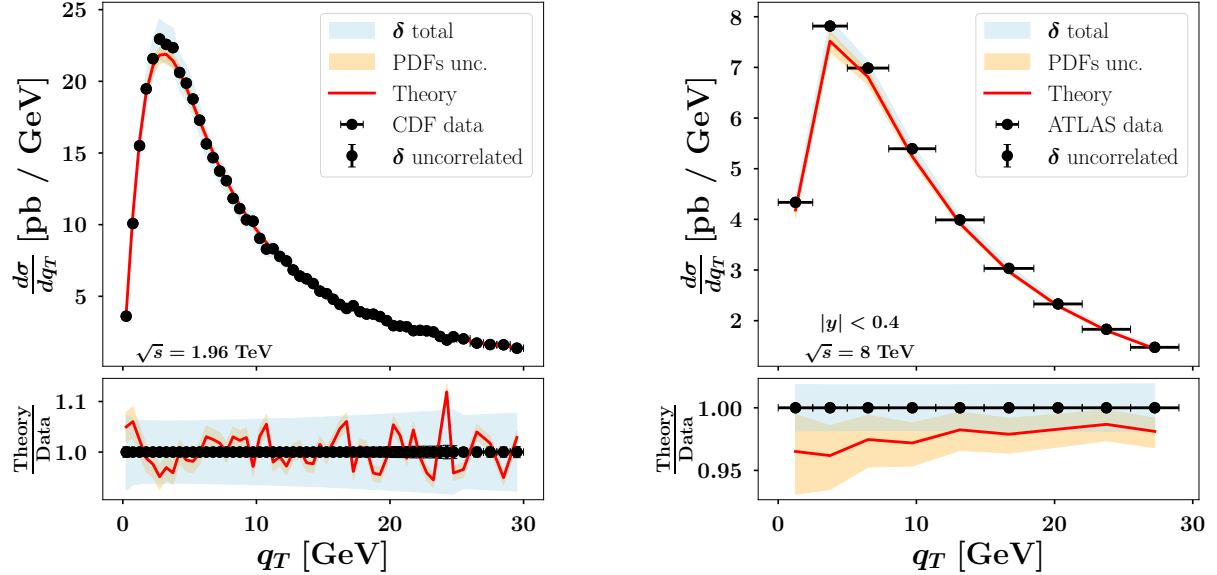 25
20
15
10
5
dσ/dq_T [pb / GeV]
δ total
PDFs unc.
Theory
CDF data
δ uncorrelated
√s = 1.96 TeV
1.1
1.0
Theory/Data
0
10
20
30
q_T [GeV]
8
7
6
5
4
3
2
dσ/dq_T [pb / GeV]
δ total
PDFs unc.
Theory
ATLAS data
δ uncorrelated
|y| < 0.4
√s = 8 TeV
1.00
0.95
Theory/Data
0
10
20
30
q_T [GeV]